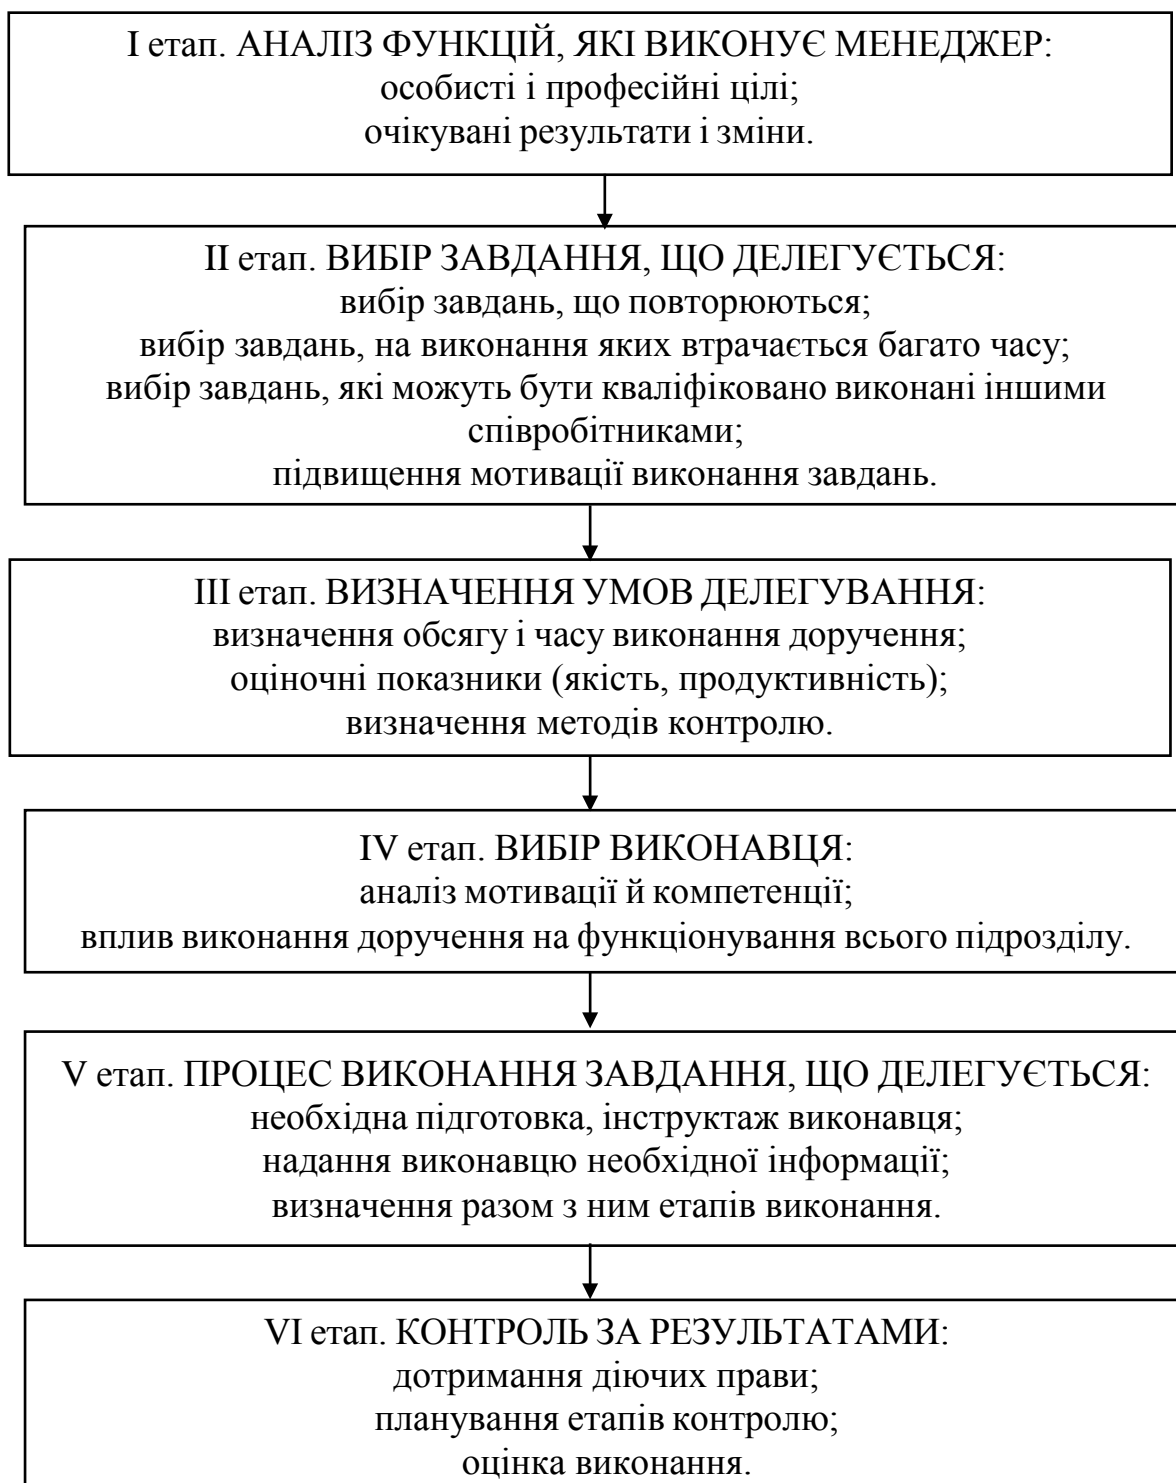 І етап. АНАЛІЗ ФУНКЦІЙ, ЯКІ ВИКОНУЄ МЕНЕДЖЕР:
особисті і професійні цілі;
очікувані результати і зміни.
ІІ етап. ВИБІР ЗАВДАННЯ, ЩО ДЕЛЕГУЄТЬСЯ:
вибір завдань, що повторюються;
вибір завдань, на виконання яких втрачається багато часу;
вибір завдань, які можуть бути кваліфіковано виконані іншими
співробітниками;
підвищення мотивації виконання завдань.
ІІІ етап. ВИЗНАЧЕННЯ УМОВ ДЕЛЕГУВАННЯ:
визначення обсягу і часу виконання доручення;
оціночні показники (якість, продуктивність);
визначення методів контролю.
IV етап. ВИБІР ВИКОНАВЦЯ:
аналіз мотивації й компетенції;
вплив виконання доручення на функціонування всього підрозділу.
V етап. ПРОЦЕС ВИКОНАННЯ ЗАВДАННЯ, ЩО ДЕЛЕГУЄТЬСЯ:
необхідна підготовка, інструктаж виконавця;
надання виконавцю необхідної інформації;
визначення разом з ним етапів виконання.
VI етап. КОНТРОЛЬ ЗА РЕЗУЛЬТАТАМИ:
дотримання діючих прави;
планування етапів контролю;
оцінка виконання.